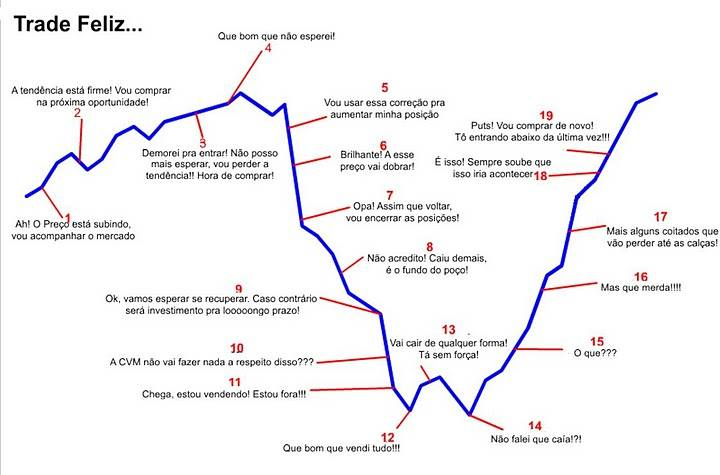 Trade Feliz...
Que bom que não esperei!
4
A tendência está firme! Vou comprar
na próxima oportunidade!
2
5
Vou usar essa correção pra
aumentar minha posição
3
Demorei pra entrar! Não posso
mais esperar, vou perder a
tendência!! Hora de comprar!
6
Brilhante! A esse
preço vai dobrar!
19
Puts! Vou comprar de novo!
Tô entrando abaixo da última vez!!!
É isso! Sempre soube que
isso iria acontecer
18
1
Ah! O Preço está subindo,
vou acompanhar o mercado
7
Opa! Assim que voltar,
vou encerrar as posições!
17
Mais alguns coitados que
vão perder até as calças!
8
Não acredito! Caiu demais,
é o fundo do poço!
16
Mas que merda!!!!
9
Ok, vamos esperar se recuperar. Caso contrário
será investimento pra looooongo prazo!
13
Vai cair de qualquer forma!
Tá sem força!
10
A CVM não vai fazer nada a respeito disso???
15
O que???
11
Chega, estou vendendo! Estou fora!!!
12
Que bom que vendi tudo!!!
14
Não falei que caía!?!